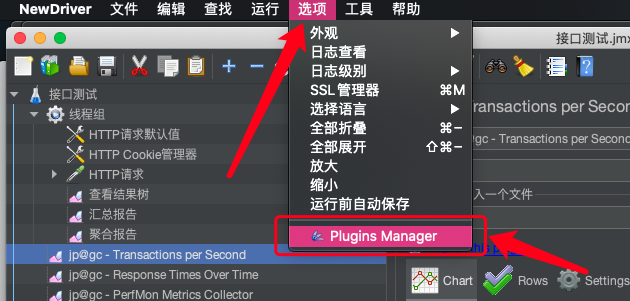 NewDriver 文件 编辑 查找 运行 选项 工具 帮助
接口测试.jmx
外观
日志查看
日志级别
SSL管理器 ⌘M
选择语言
全部折叠 ⌘−
全部展开 ⇧⌘−
放大
缩小
运行前自动保存
Plugins Manager
接口测试
线程组
HTTP请求默认值
HTTP Cookie管理器
HTTP请求
查看结果树
汇总报告
聚合报告
jp@gc - Transactions per Second
jp@gc - Response Times Over Time
jp@gc - PerfMon Metrics Collector
ransactions per Second
@gc - Transactions per Second
入一个文件
Chart Rows Settings